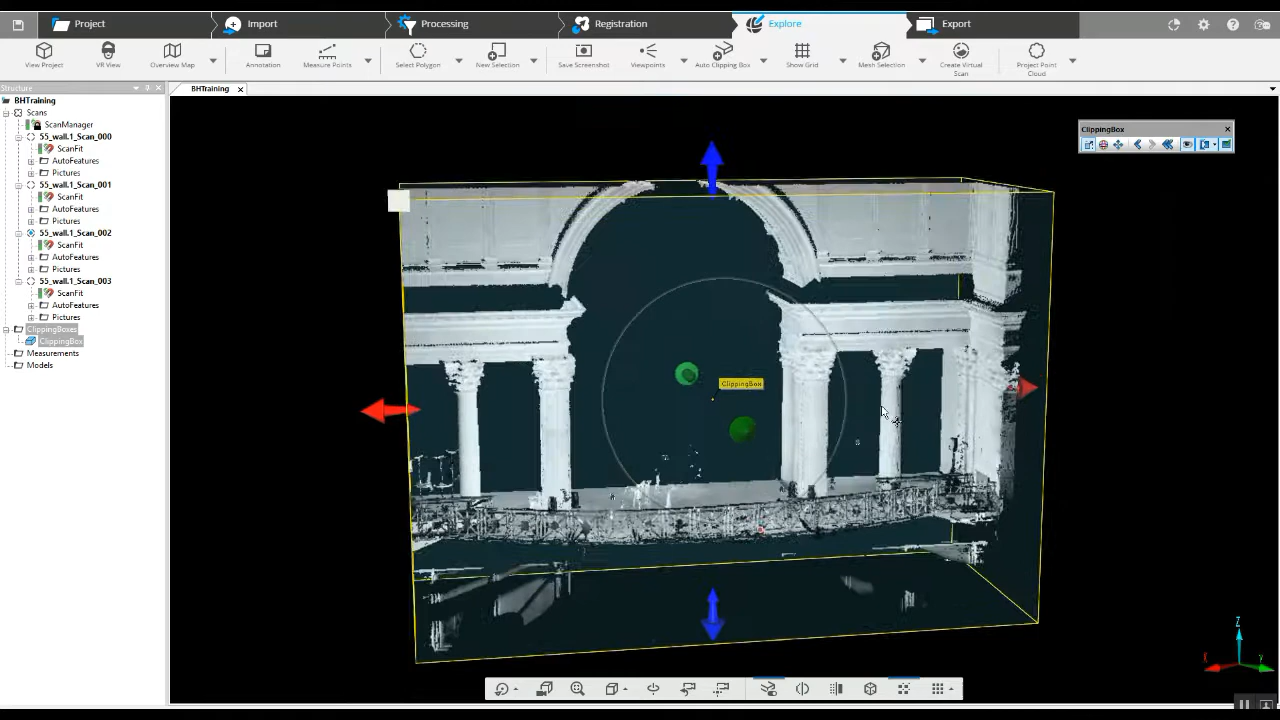 Project
Import
Processing
Registration
Explore
Export
View Project
VR View
Overview Map
Annotation
Measure Points
Select Polygon
New Selection
Save Screenshot
Viewpoints
Auto Clipping Box
Show Grid
Mesh Selection
Create Virtual Scan
Project Point Cloud
Structure
BHTraining
BHTraining
Scans
ScanManager
55_wall.1_Scan_000
ScanFit
AutoFeatures
Pictures
55_wall.1_Scan_001
ScanFit
AutoFeatures
Pictures
55_wall.1_Scan_002
ScanFit
AutoFeatures
Pictures
55_wall.1_Scan_003
ScanFit
AutoFeatures
Pictures
ClippingBoxes
ClippingBox
Measurements
Models
ClippingBox
ClippingBox
Z
X
Y